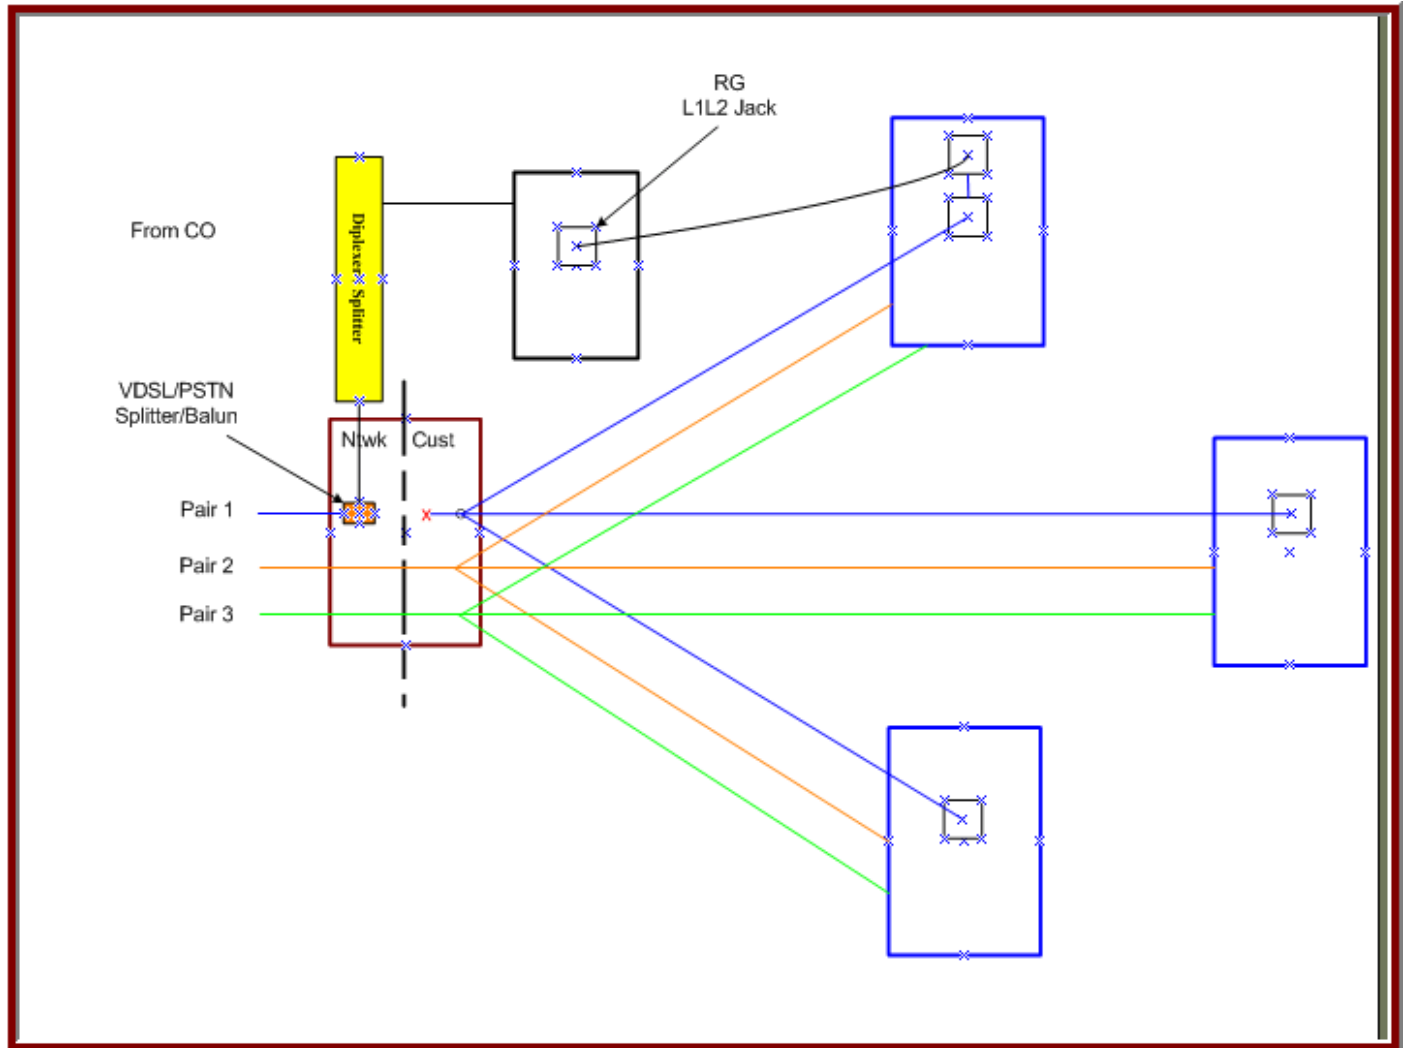 RG
L1L2 Jack
From CO
Diplexer Splitter
VDSL/PSTN
Splitter/Balun
Ntwk
Cust
Pair 1
Pair 2
Pair 3